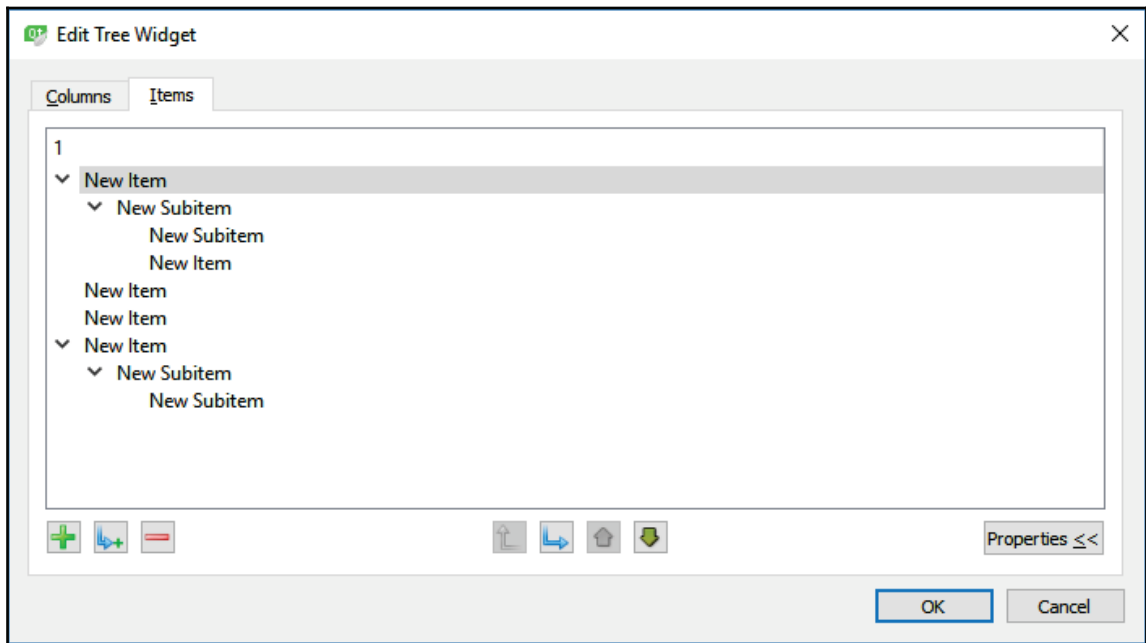 Edit Tree Widget
Columns Items
1
New Item
New Subitem
New Subitem
New Item
New Item
New Item
New Item
New Subitem
New Subitem
Properties <<
OK Cancel